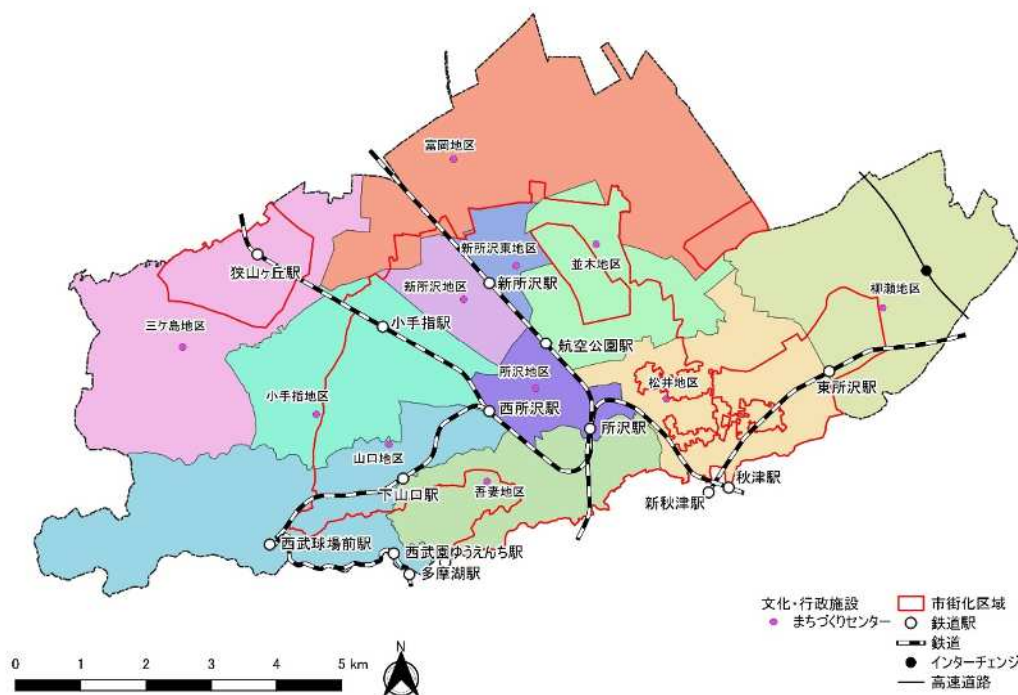 富岡地区
新所沢東地区
並木地区
狭山ヶ丘駅
新所沢駅
新所沢地区
柳瀬地区
小手指駅
三ケ島地区
航空公園駅
東所沢駅
所沢地区
松井地区
小手指地区
西所沢駅
所沢駅
山口地区
下山口駅
吾妻地区
秋津駅
新秋津駅
西武球場前駅
西武園ゆうえんち駅
多摩湖駅
文化・行政施設
まちづくりセンター
市街化区域
鉄道駅
鉄道
インターチェンジ
高速道路
N
0 1 2 3 4 5 km